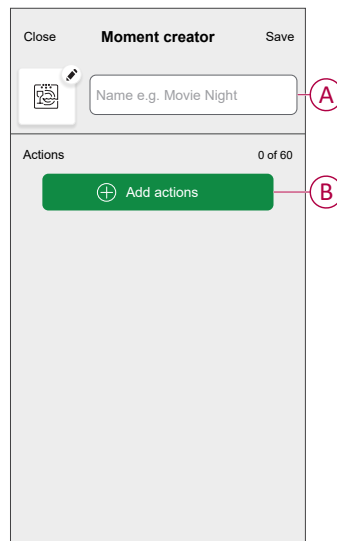 Close Moment creator Save
Name e.g. Movie Night
A
Actions 0 of 60
Add actions
B